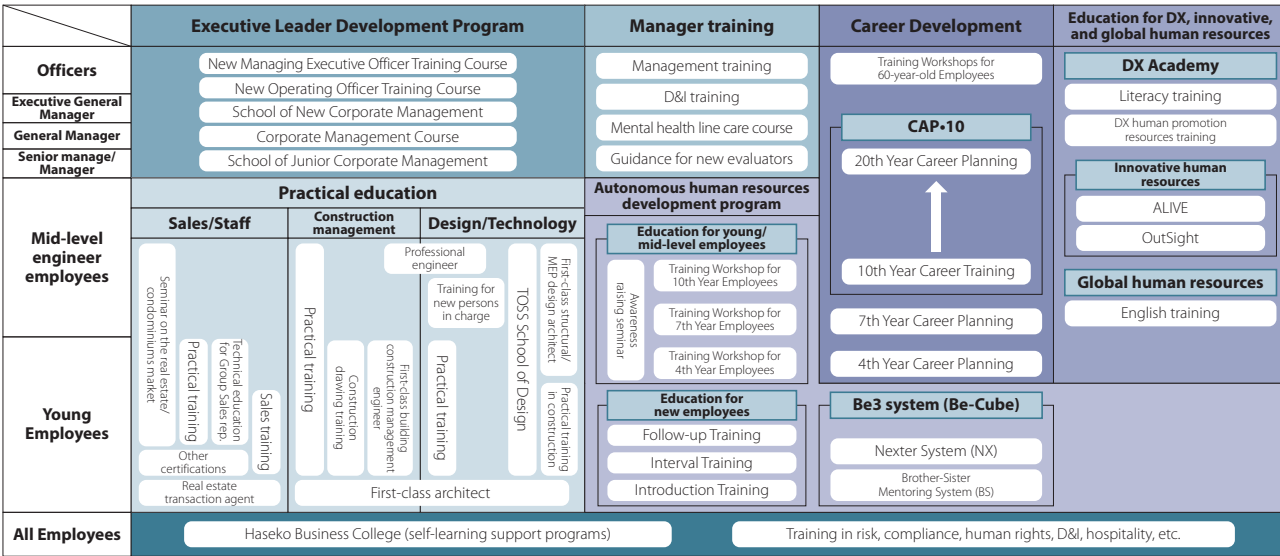 Executive Leader Development Program
Manager training
Career Development
Education for DX, innovative,
and global human resources
Officers
Executive General
Manager
General Manager
Senior manage/
Manager
New Managing Executive Officer Training Course
New Operating Officer Training Course
School of New Corporate Management
Corporate Management Course
School of Junior Corporate Management
Management training
D&I training
Mental health line care course
Guidance for new evaluators
Training Workshops for
60-year-old Employees
CAP•10
20th Year Career Planning
10th Year Career Training
7th Year Career Planning
4th Year Career Planning
DX Academy
Literacy training
DX human promotion
resources training
Innovative human
resources
ALIVE
OutSight
Global human resources
English training
Mid-level
engineer
employees
Young
Employees
Practical education
Sales/Staff
Construction
management
Design/Technology
Seminar on the real estate/
condominiums market
Practical training
Technical education
for Group Sales rep.
Sales training
Other
certifications
Real estate
transaction agent
Practical training
Construction
drawing training
First-class building
construction management
engineer
Professional
engineer
Training for
new persons
in charge
Practical training
TOSS School of Design
First-class structural/
MEP design architect
Practical training
in construction
First-class architect
Autonomous human resources
development program
Education for young/
mid-level employees
Awareness
raising seminar
Training Workshop for
10th Year Employees
Training Workshop for
7th Year Employees
Training Workshop for
4th Year Employees
Education for
new employees
Follow-up Training
Interval Training
Introduction Training
Be3 system (Be-Cube)
Nexter System (NX)
Brother-Sister
Mentoring System (BS)
All Employees
Haseko Business College (self-learning support programs)
Training in risk, compliance, human rights, D&I, hospitality, etc.